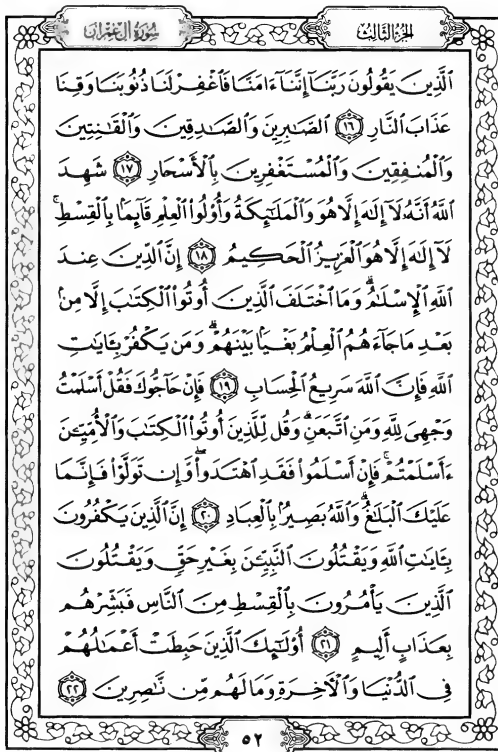 الجزء الثالث
سورة آل عمران
ٱلَّذِينَ يَقُولُونَ رَبَّنَآ إِنَّنَآ ءَامَنَّا فَٱغْفِرْ لَنَا ذُنُوبَنَا وَقِنَا
عَذَابَ ٱلنَّارِ ۝١٦ ٱلصَّٰبِرِينَ وَٱلصَّٰدِقِينَ وَٱلْقَٰنِتِينَ
وَٱلْمُنفِقِينَ وَٱلْمُسْتَغْفِرِينَ بِٱلْأَسْحَارِ ۝١٧ شَهِدَ
ٱللَّهُ أَنَّهُۥ لَآ إِلَٰهَ إِلَّا هُوَ وَٱلْمَلَٰٓئِكَةُ وَأُو۟لُوا۟ ٱلْعِلْمِ قَآئِمًۢا بِٱلْقِسْطِ ۚ
لَآ إِلَٰهَ إِلَّا هُوَ ٱلْعَزِيزُ ٱلْحَكِيمُ ۝١٨ إِنَّ ٱلدِّينَ عِندَ
ٱللَّهِ ٱلْإِسْلَٰمُ ۗ وَمَا ٱخْتَلَفَ ٱلَّذِينَ أُوتُوا۟ ٱلْكِتَٰبَ إِلَّا مِنۢ
بَعْدِ مَا جَآءَهُمُ ٱلْعِلْمُ بَغْيًۢا بَيْنَهُمْ ۗ وَمَن يَكْفُرْ بِـَٔايَٰتِ
ٱللَّهِ فَإِنَّ ٱللَّهَ سَرِيعُ ٱلْحِسَابِ ۝١٩ فَإِنْ حَآجُّوكَ فَقُلْ أَسْلَمْتُ
وَجْهِىَ لِلَّهِ وَمَنِ ٱتَّبَعَنِ ۗ وَقُل لِّلَّذِينَ أُوتُوا۟ ٱلْكِتَٰبَ وَٱلْأُمِّيِّۦنَ
ءَأَسْلَمْتُمْ ۚ فَإِنْ أَسْلَمُوا۟ فَقَدِ ٱهْتَدَوا۟ ۖ وَّإِن تَوَلَّوْا۟ فَإِنَّمَا
عَلَيْكَ ٱلْبَلَٰغُ ۗ وَٱللَّهُ بَصِيرٌۢ بِٱلْعِبَادِ ۝٢٠ إِنَّ ٱلَّذِينَ يَكْفُرُونَ
بِـَٔايَٰتِ ٱللَّهِ وَيَقْتُلُونَ ٱلنَّبِيِّۦنَ بِغَيْرِ حَقٍّ وَيَقْتُلُونَ
ٱلَّذِينَ يَأْمُرُونَ بِٱلْقِسْطِ مِنَ ٱلنَّاسِ فَبَشِّرْهُم
بِعَذَابٍ أَلِيمٍ ۝٢١ أُو۟لَٰٓئِكَ ٱلَّذِينَ حَبِطَتْ أَعْمَٰلُهُمْ
فِى ٱلدُّنْيَا وَٱلْأَخِرَةِ وَمَا لَهُم مِّن نَّٰصِرِينَ ۝٢٢
٥٢